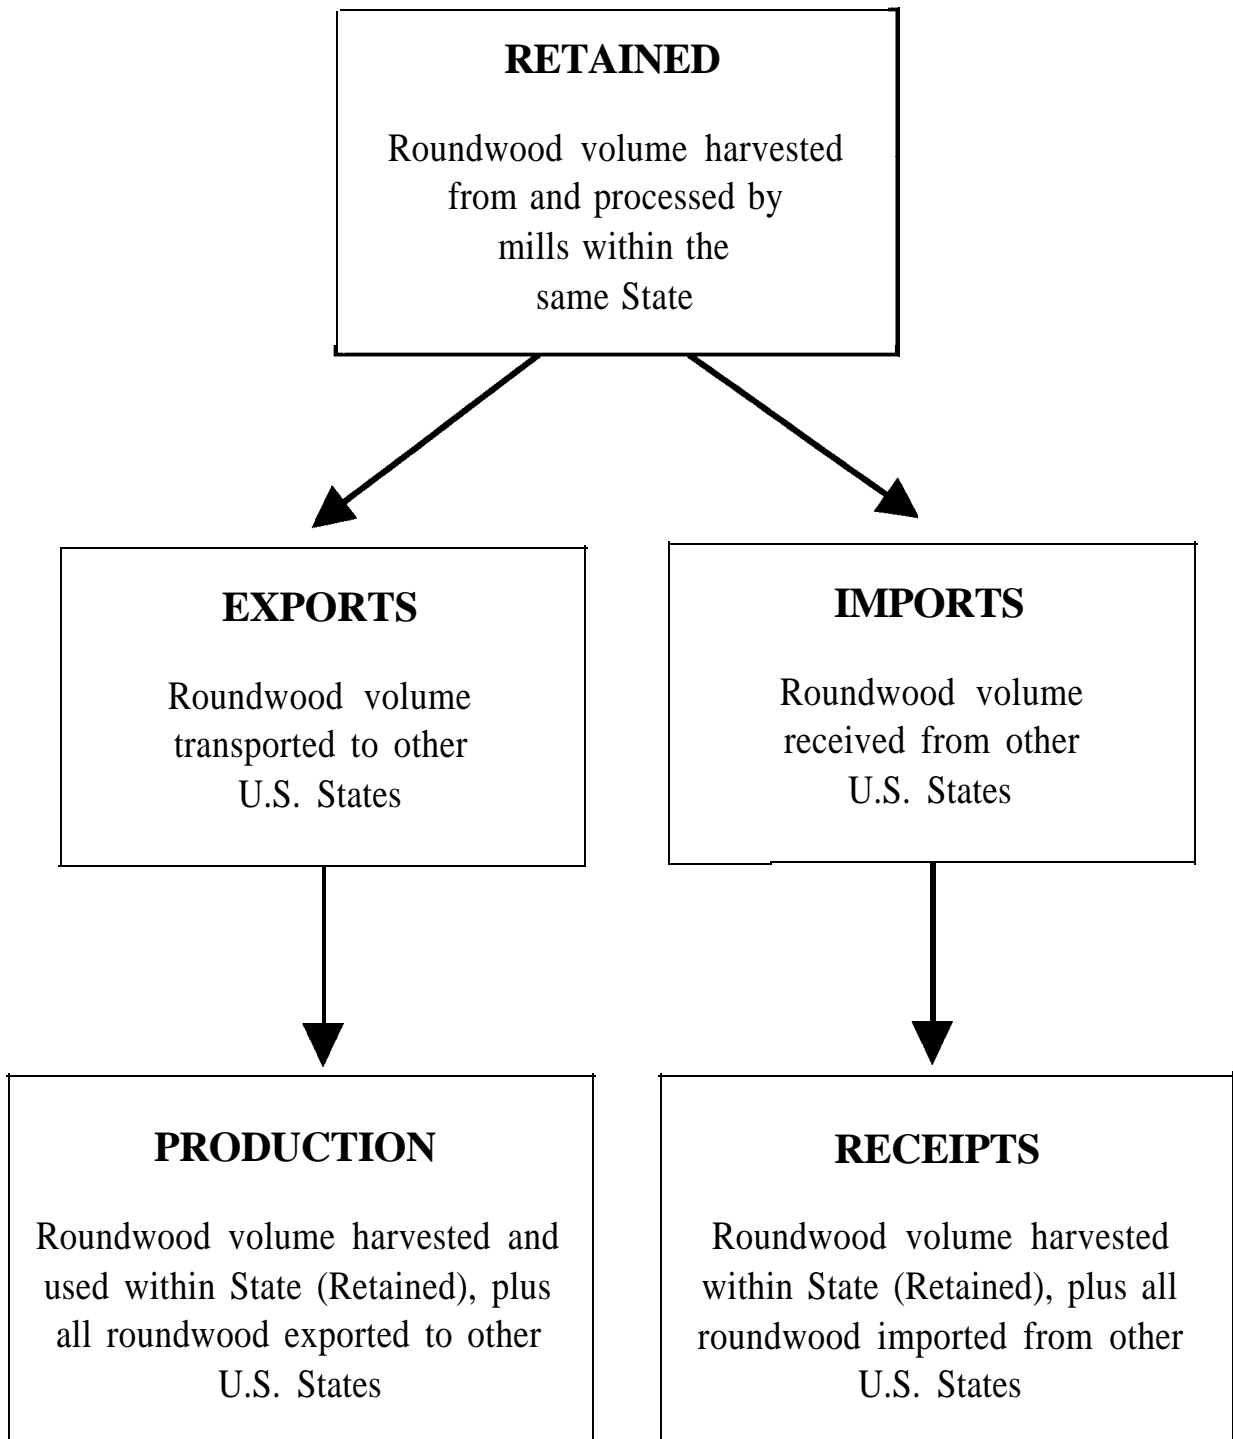 RETAINED
Roundwood volume harvested
from and processed by
mills within the
same State
EXPORTS
Roundwood volume
transported to other
U.S. States
IMPORTS
Roundwood volume
received from other
U.S. States
PRODUCTION
Roundwood volume harvested and
used within State (Retained), plus
all roundwood exported to other
U.S. States
RECEIPTS
Roundwood volume harvested
within State (Retained), plus all
roundwood imported from other
U.S. States